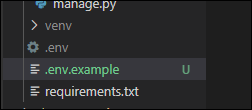 manage.py
venv
.env
.env.example U
requirements.txt